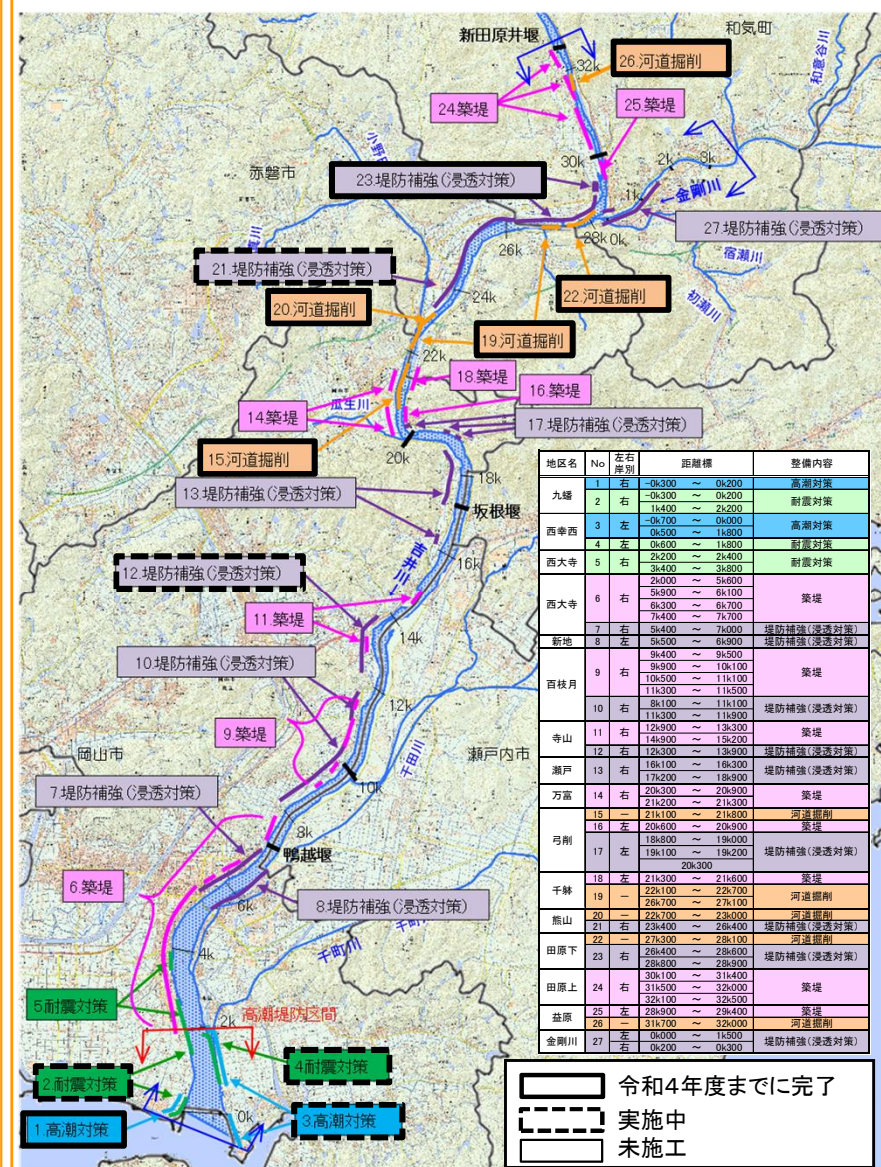 新田原井堰
和気町
和意谷川
32k
26.河道掘削
24.築堤
25.築堤
赤磐市
30k
2k
3k
23.堤防補強(浸透対策)
1k
←金剛川
27.堤防補強(浸透対策)
28k
0k
26k
宿瀬川
初瀬川
21.堤防補強(浸透対策)
24k
22.河道掘削
20.河道掘削
19.河道掘削
22k
18.築堤
16.築堤
14.築堤
瓜生川
17.堤防補強(浸透対策)
20k
15.河道掘削
18k
13.堤防補強(浸透対策)
坂根堰
吉井川↓
16k
12.堤防補強(浸透対策)
11.築堤
14k
10.堤防補強(浸透対策)
12k
9.築堤
千田川
岡山市
瀬戸内市
10k
7.堤防補強(浸透対策)
8k
鴨越堰
6.築堤
6k
8.堤防補強(浸透対策)
千町川
4k
5耐震対策
2k
高潮堤防区間
4耐震対策
2.耐震対策
0k
1.高潮対策
3.高潮対策
地区名 No 左右岸別 距離標 整備内容
九蟠 1 右 -0k300 ～ 0k200 高潮対策
2 右 -0k300 ～ 0k200 耐震対策
1k400 ～ 2k200
西幸西 3 左 -0k700 ～ 0k000 高潮対策
0k500 ～ 1k800
4 左 0k600 ～ 1k800 耐震対策
西大寺 5 右 2k200 ～ 2k400 耐震対策
3k400 ～ 3k800
西大寺 6 右 2k000 ～ 5k600 築堤
5k900 ～ 6k100
6k300 ～ 6k700
7k400 ～ 7k700
7 右 5k400 ～ 7k000 堤防補強(浸透対策)
新地 8 左 5k500 ～ 6k900 堤防補強(浸透対策)
百枝月 9 右 9k400 ～ 9k500 築堤
9k900 ～ 10k100
10k500 ～ 11k100
11k300 ～ 11k500
10 右 8k100 ～ 11k100 堤防補強(浸透対策)
11k300 ～ 11k900
寺山 11 右 12k900 ～ 13k300 築堤
14k900 ～ 15k200
12 右 12k300 ～ 13k900 堤防補強(浸透対策)
瀬戸 13 右 16k100 ～ 16k300 堤防補強(浸透対策)
17k200 ～ 18k900
万富 14 右 20k300 ～ 20k900 築堤
21k200 ～ 21k300
弓削 15 － 21k100 ～ 21k800 河道掘削
16 左 20k600 ～ 20k900 築堤
17 左 18k800 ～ 19k000 堤防補強(浸透対策)
19k100 ～ 19k200
20k300
千躰 18 左 21k300 ～ 21k600 築堤
19 － 22k100 ～ 22k700 河道掘削
26k700 ～ 27k100
熊山 20 － 22k700 ～ 23k000 河道掘削
21 右 23k400 ～ 26k400 堤防補強(浸透対策)
田原下 22 － 27k300 ～ 28k100 河道掘削
23 右 26k400 ～ 28k600 堤防補強(浸透対策)
28k800 ～ 28k900
田原上 24 右 30k100 ～ 31k400 築堤
31k500 ～ 32k000
32k100 ～ 32k500
益原 25 左 28k900 ～ 29k400 築堤
26 － 31k700 ～ 32k000 河道掘削
金剛川 27 左 0k000 ～ 1k500 堤防補強(浸透対策)
右 0k200 ～ 0k300
令和４年度までに完了
実施中
未施工